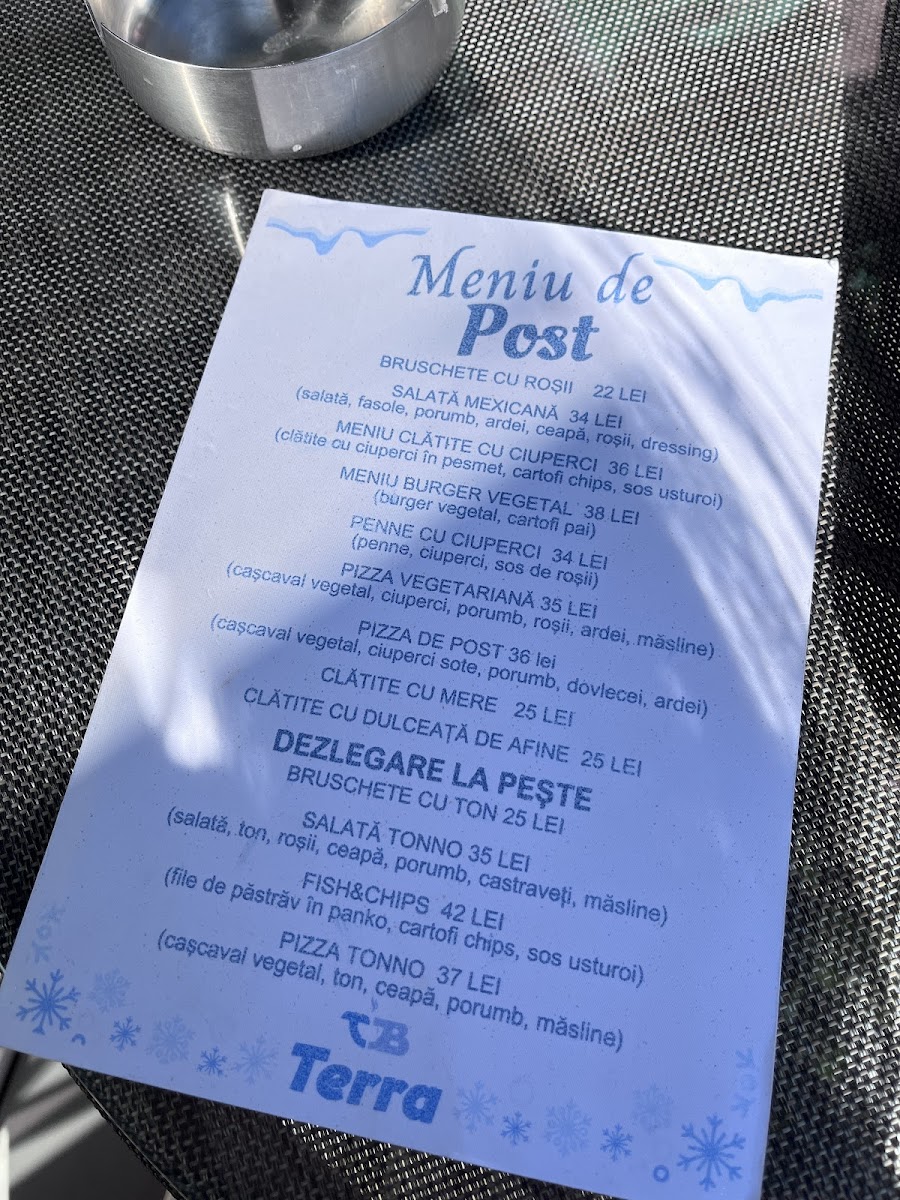 Meniu de
Post
BRUSCHETE CU ROȘII 22 LEI
SALATĂ MEXICANĂ 34 LEI
(salată, fasole, porumb, ardei, ceapă, roșii, dressing)
MENIU CLĂTITE CU CIUPERCI 36 LEI
(clătite cu ciuperci în pesmet, cartofi chips, sos usturoi)
MENIU BURGER VEGETAL 38 LEI
(burger vegetal, cartofi pai)
PENNE CU CIUPERCI 34 LEI
(penne, ciuperci, sos de roșii)
PIZZA VEGETARIANĂ 35 LEI
(cașcaval vegetal, ciuperci, porumb, roșii, ardei, măsline)
PIZZA DE POST 36 lei
(cașcaval vegetal, ciuperci sote, porumb, dovlecei, ardei)
CLĂTITE CU MERE 25 LEI
CLĂTITE CU DULCEAȚĂ DE AFINE 25 LEI
DEZLEGARE LA PEȘTE
BRUSCHETE CU TON 25 LEI
SALATĂ TONNO 35 LEI
(salată, ton, roșii, ceapă, porumb, castraveți, măsline)
FISH&CHIPS 42 LEI
(file de păstrăv în panko, cartofi chips, sos usturoi)
PIZZA TONNO 37 LEI
(cașcaval vegetal, ton, ceapă, porumb, măsline)
TB
Terra